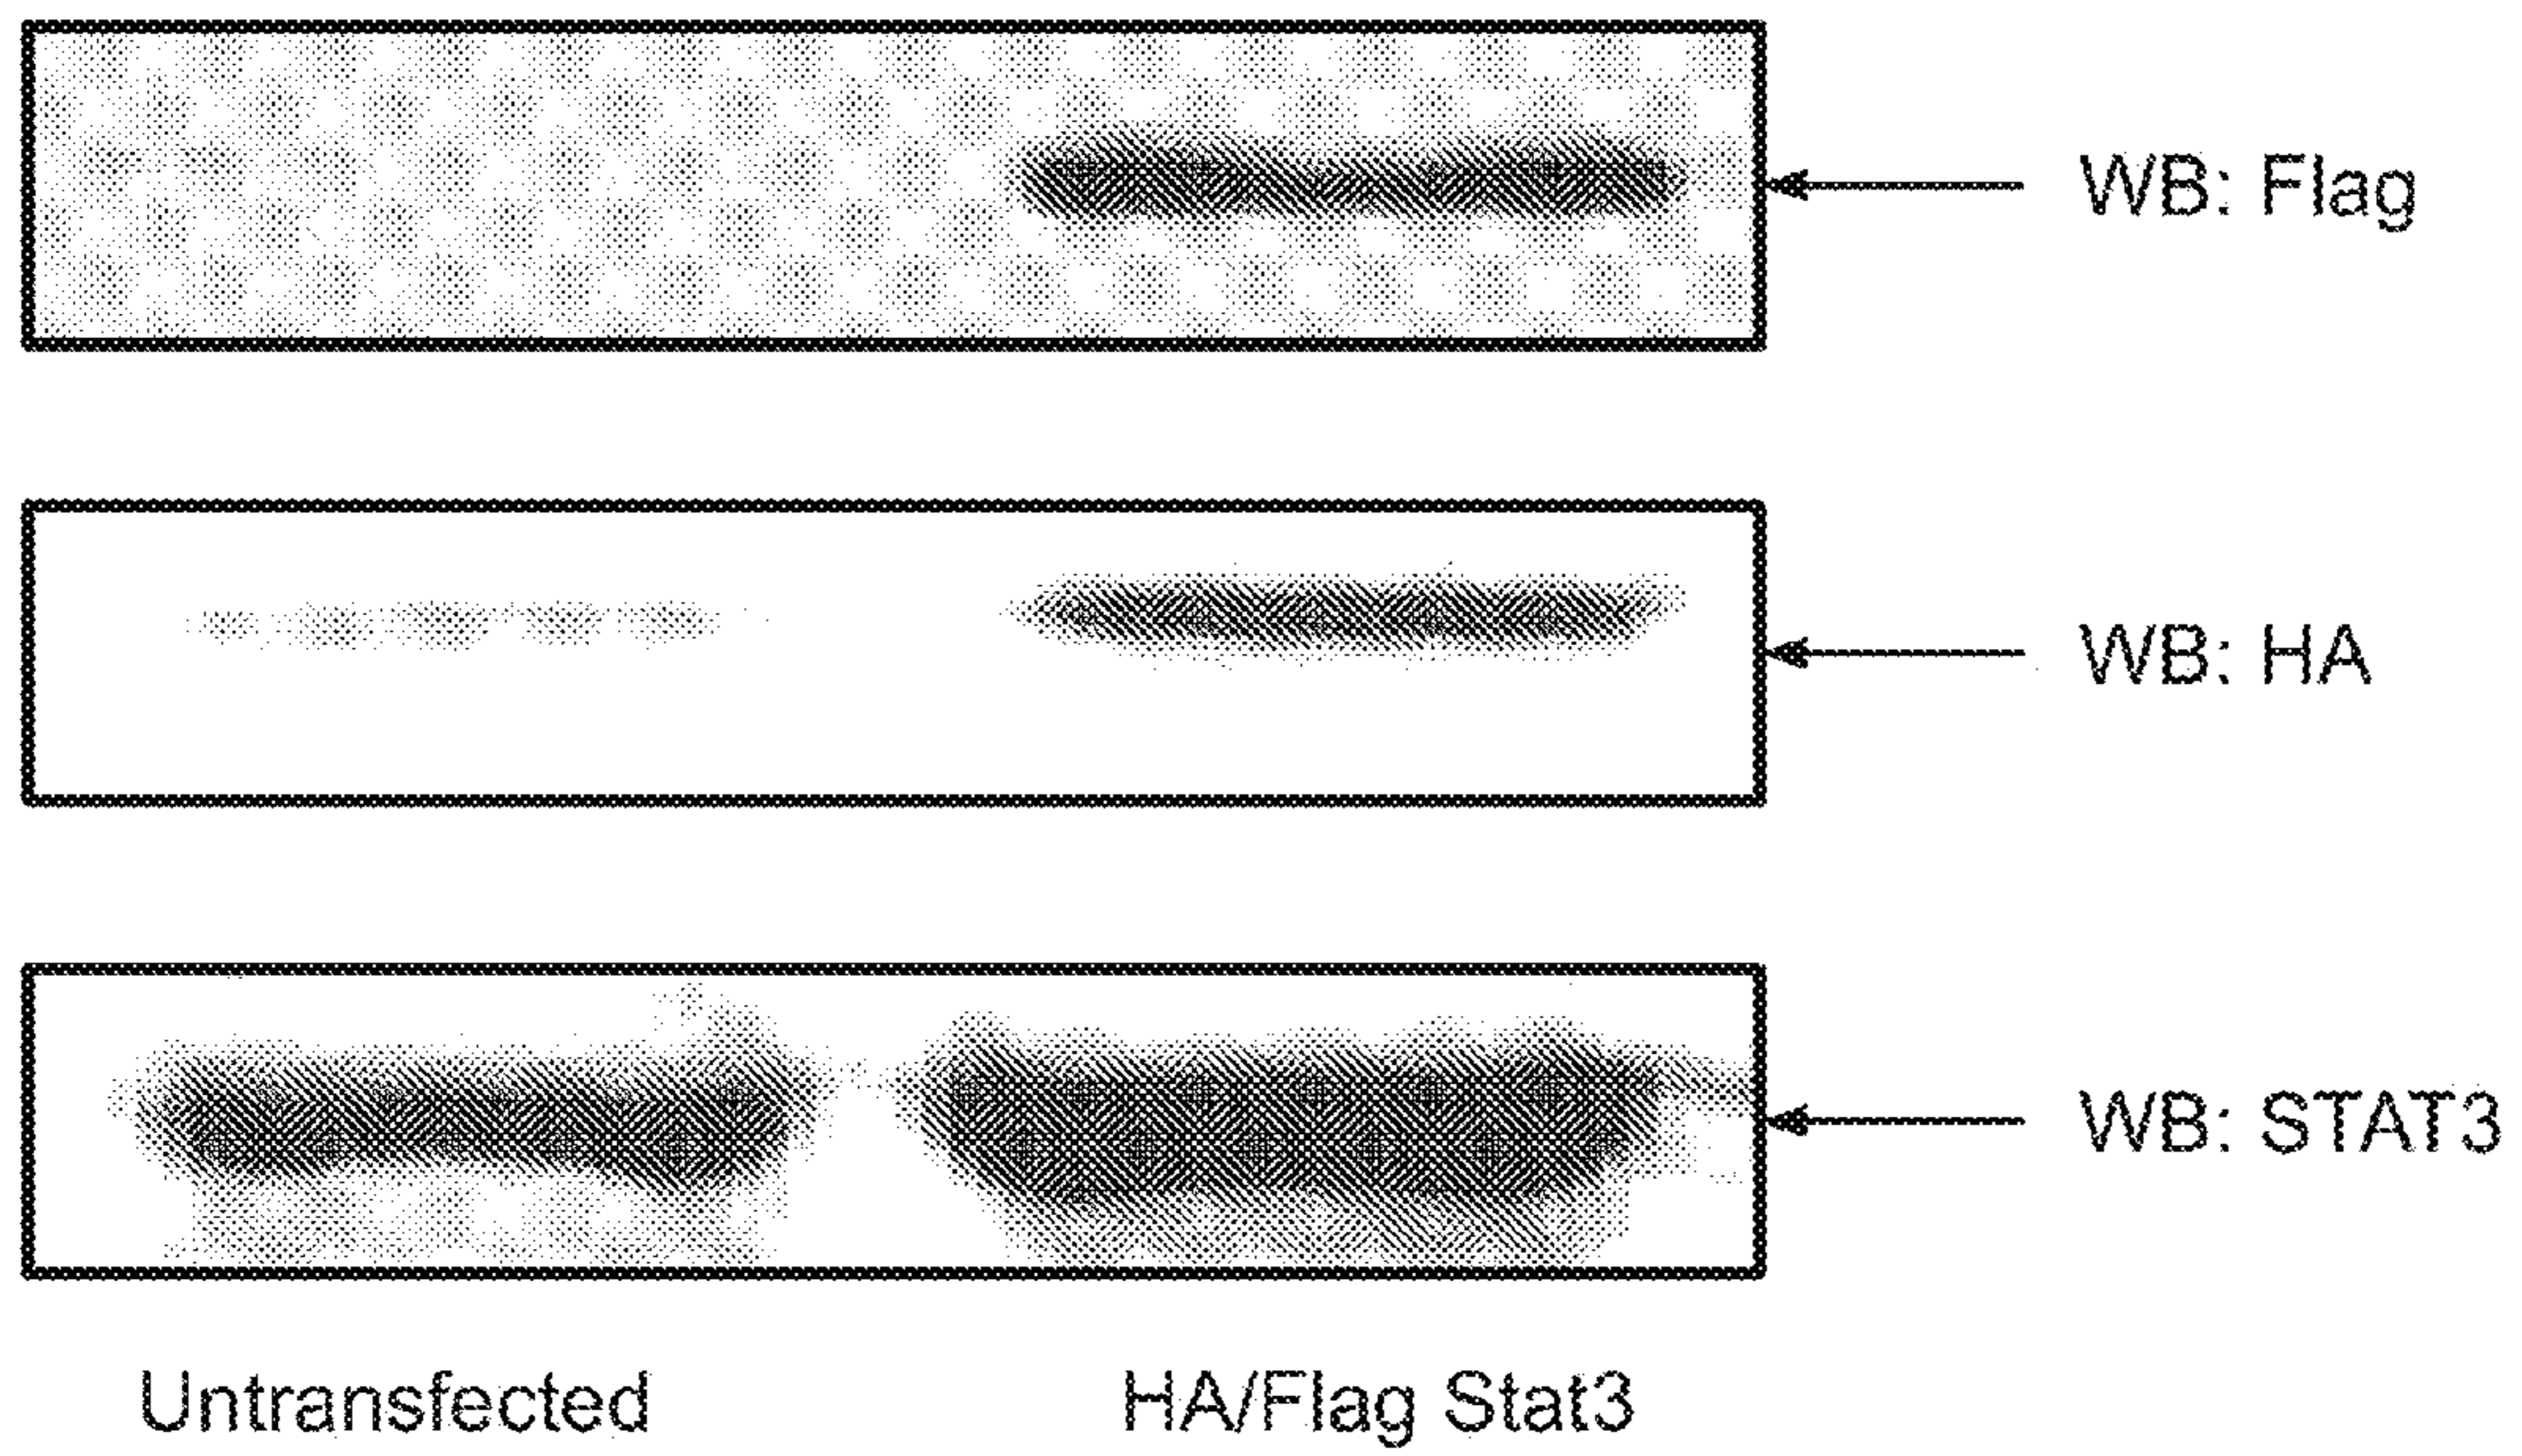 WB: Flag
WB: HA
WB: STAT3
Untransfected
HA/Flag Stat3